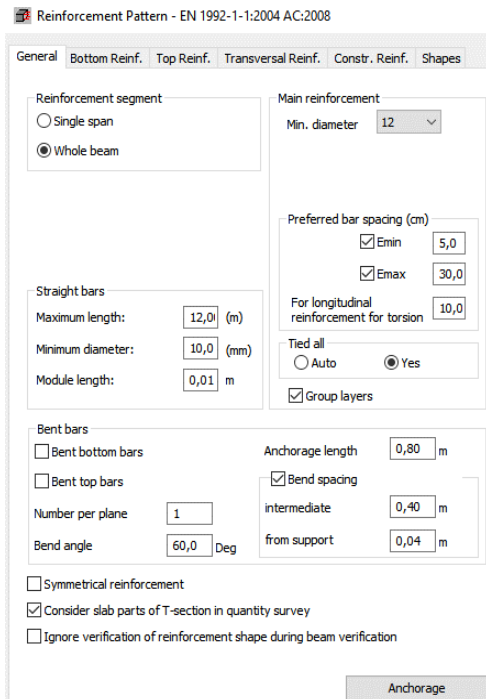 Reinforcement Pattern - EN 1992-1-1:2004 AC:2008
General Bottom Reinf. Top Reinf. Transversal Reinf. Constr. Reinf. Shapes
Reinforcement segment
Single span
Whole beam
Main reinforcement
Min. diameter 12
Preferred bar spacing (cm)
Emin 5,0
Emax 30,0
For longitudinal
reinforcement for torsion 10,0
Straight bars
Maximum length: 12,0 (m)
Minimum diameter: 10,0 (mm)
Module length: 0,01 m
Tied all
Auto Yes
Group layers
Bent bars
Bent bottom bars
Bent top bars
Number per plane 1
Bend angle 60,0 Deg
Anchorage length 0,80 m
Bend spacing
intermediate 0,40 m
from support 0,04 m
Symmetrical reinforcement
Consider slab parts of T-section in quantity survey
Ignore verification of reinforcement shape during beam verification
Anchorage